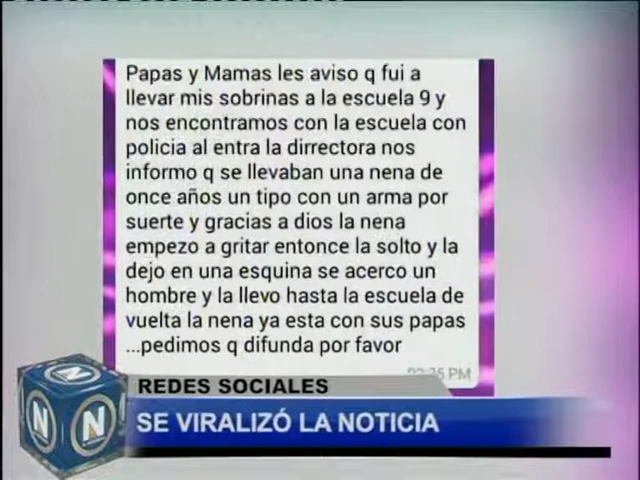 Papas y Mamas les aviso q fui a
llevar mis sobrinas a la escuela 9 y
nos encontramos con la escuela con
policia al entra la dirrectora nos
informo q se llevaban una nena de
once años un tipo con un arma por
suerte y gracias a dios la nena
empezo a gritar entonce la solto y la
dejo en una esquina se acerco un
hombre y la llevo hasta la escuela de
vuelta la nena ya esta con sus papas
...pedimos q difunda por favor
PM
REDES SOCIALES
SE VIRALIZÓ LA NOTICIA
N N